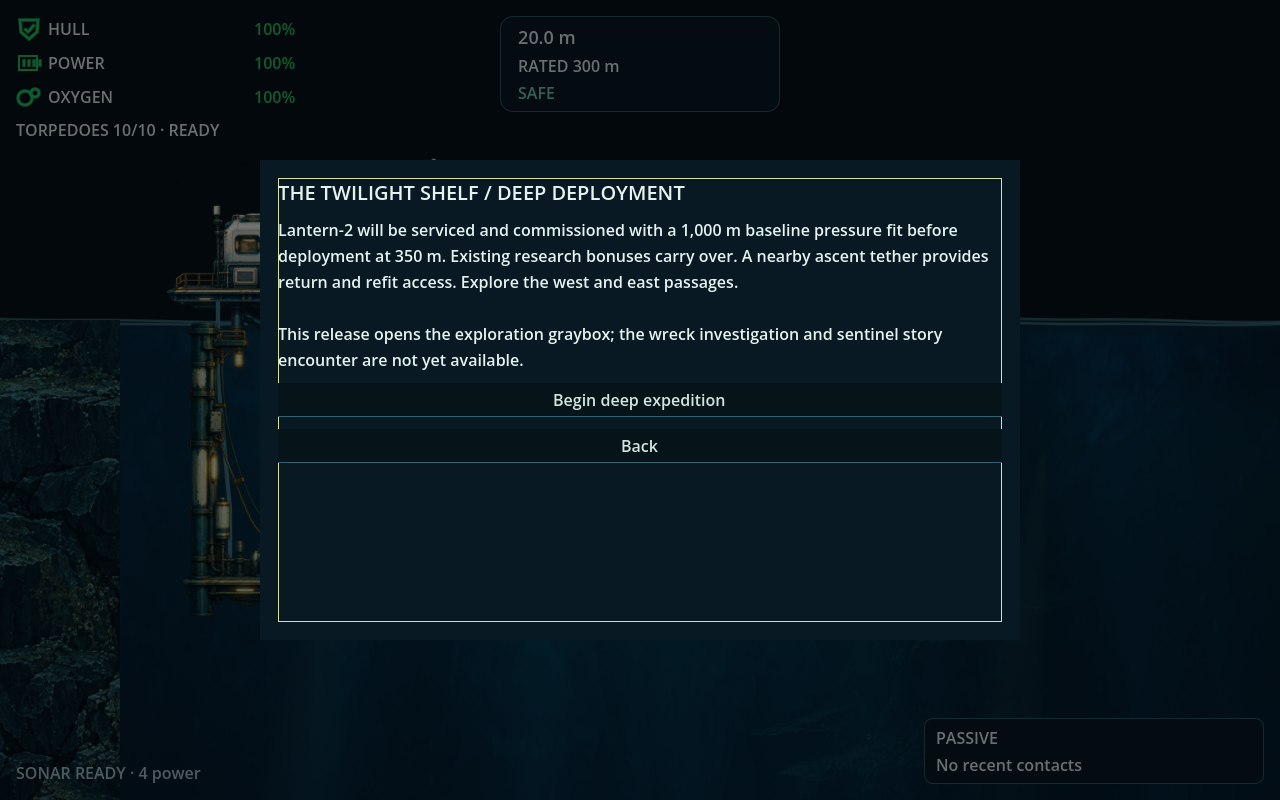 HULL 100%
POWER 100%
OXYGEN 100%
TORPEDOES 10/10 · READY
20.0 m
RATED 300 m
SAFE
THE TWILIGHT SHELF / DEEP DEPLOYMENT
Lantern-2 will be serviced and commissioned with a 1,000 m baseline pressure fit before
deployment at 350 m. Existing research bonuses carry over. A nearby ascent tether provides
return and refit access. Explore the west and east passages.
This release opens the exploration graybox; the wreck investigation and sentinel story
encounter are not yet available.
Begin deep expedition
Back
PASSIVE
No recent contacts
SONAR READY · 4 power